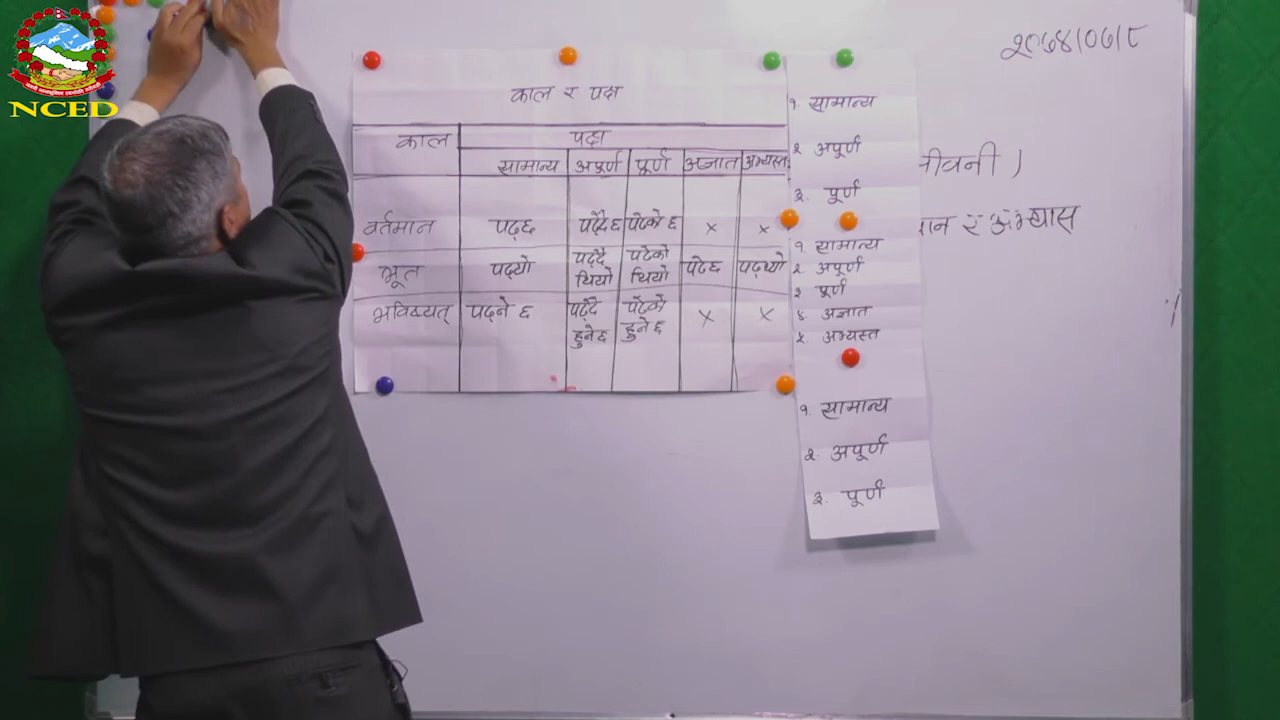 NCED
२०७४|०७|८
काल र पक्ष
काल
पक्ष
सामान्य अपूर्ण पूर्ण अज्ञात अभ्यस्त
वर्तमान पढ्छ पढ्दैछ पढेको छ × ×
भूत पढ्यो पढ्दै थियो पढेको थियो पढेछ पढ्थ्यो
भविष्यत् पढ्ने छ पढ्दै हुनेछ पढेको हुनेछ × ×
१. सामान्य
२ अपूर्ण
३. पूर्ण
१. सामान्य
२. अपूर्ण
३ पूर्ण
४ अज्ञात
५. अभ्यस्त
१. सामान्य
२. अपूर्ण
३. पूर्ण
जीवनी)
र अभ्यास